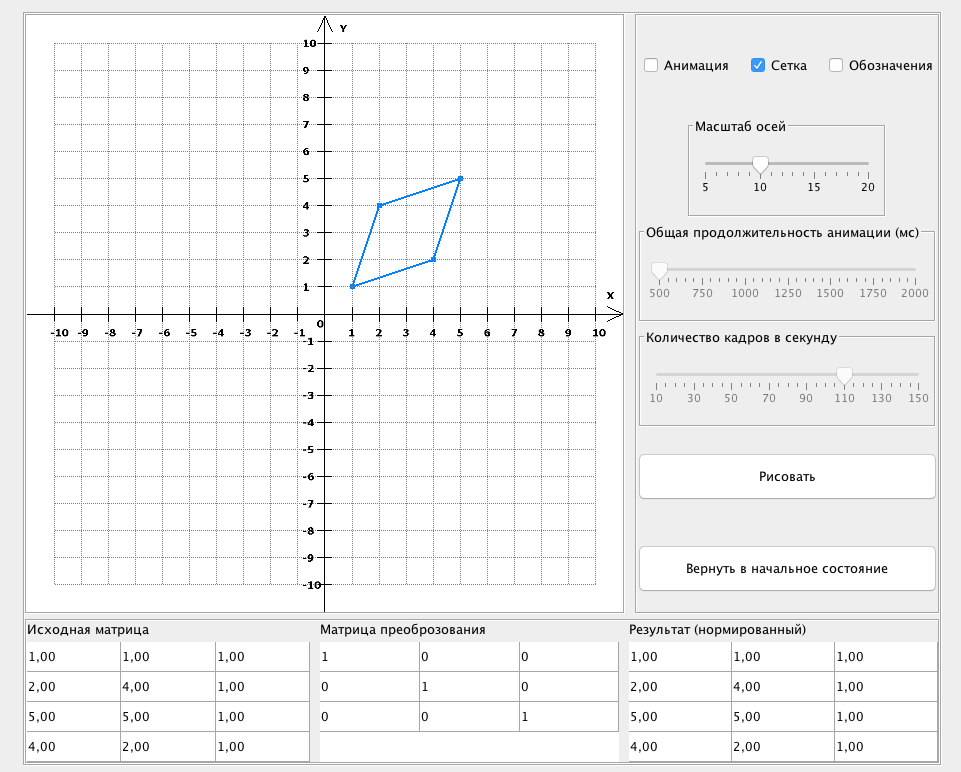 Y
10
9
8
7
6
5
4
3
2
1
X
0
-10 -9 -8 -7 -6 -5 -4 -3 -2 -1 1 2 3 4 5 6 7 8 9 10
-1
-2
-3
-4
-5
-6
-7
-8
-9
-10
Анимация Сетка Обозначения
Масштаб осей
5 10 15 20
Общая продолжительность анимации (мс)
500 750 1000 1250 1500 1750 2000
Количество кадров в секунду
10 30 50 70 90 110 130 150
Рисовать
Вернуть в начальное состояние
Исходная матрица
1,00 1,00 1,00
2,00 4,00 1,00
5,00 5,00 1,00
4,00 2,00 1,00
Матрица преоброзования
1 0 0
0 1 0
0 0 1
Результат (нормированный)
1,00 1,00 1,00
2,00 4,00 1,00
5,00 5,00 1,00
4,00 2,00 1,00